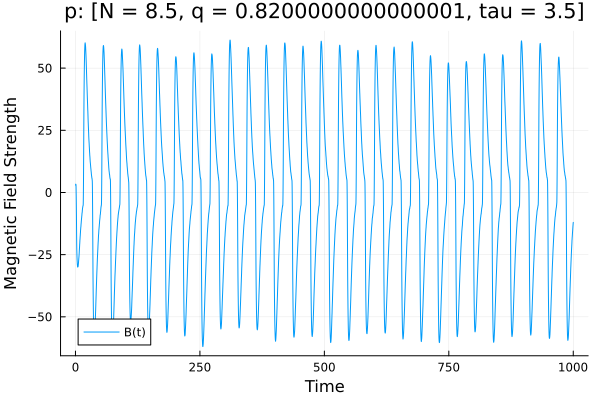 p: [N = 8.5, q = 0.8200000000000001, tau = 3.5]
Magnetic Field Strength
50
25
0
−25
−50
B(t)
0
250
500
750
1000
Time